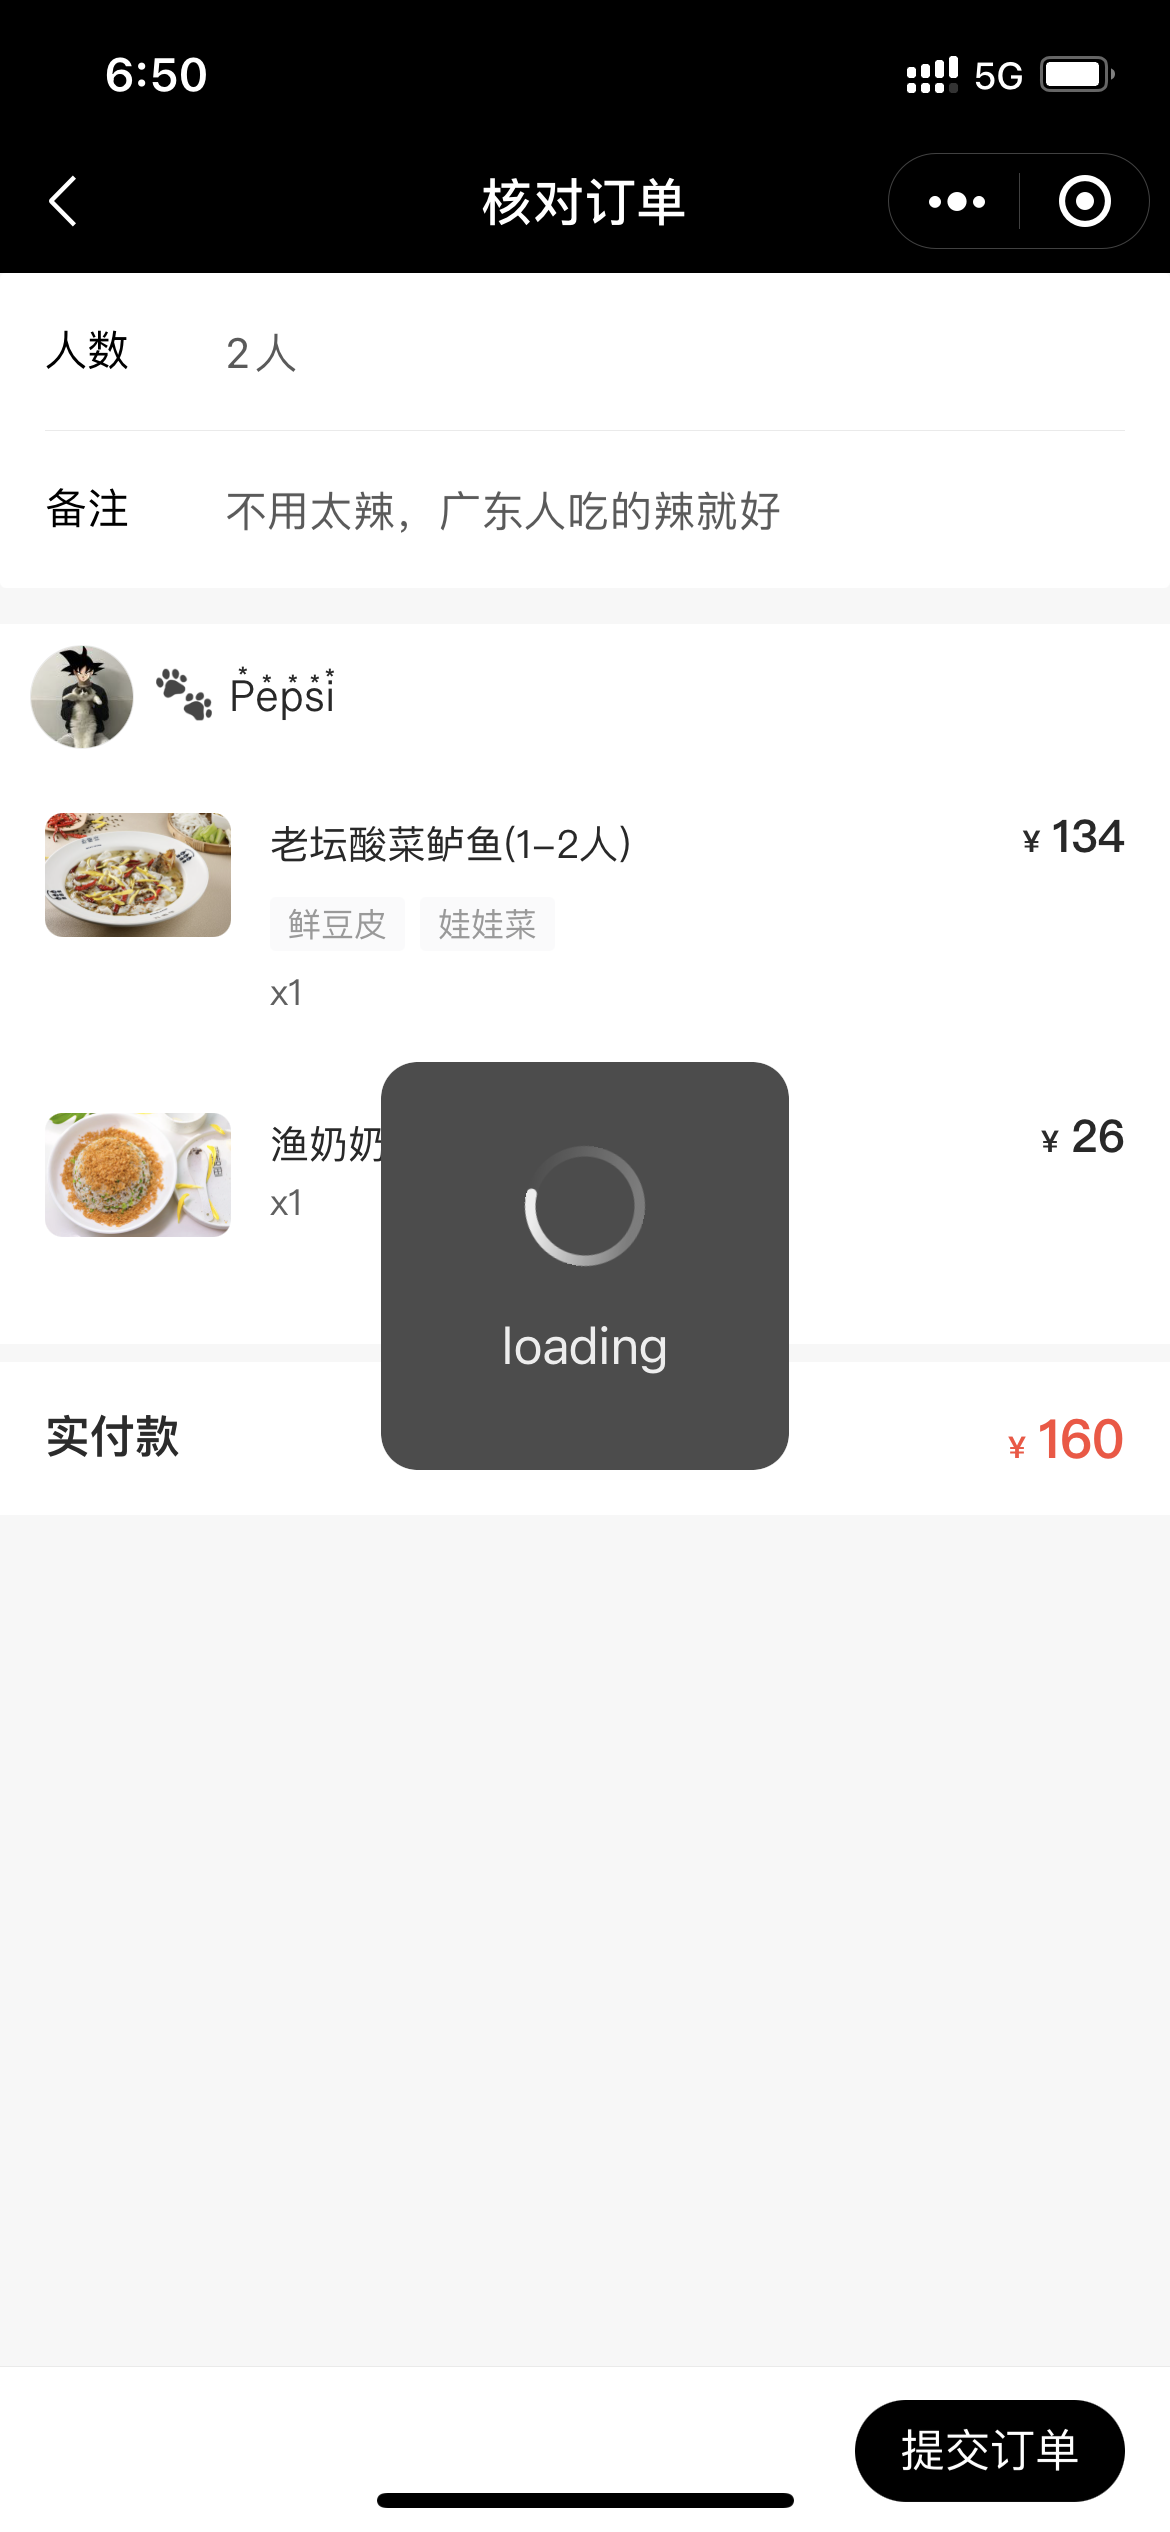 6:50
5G
核对订单
人数 2人
备注 不用太辣，广东人吃的辣就好
🐾 P͙̈e͙p͙s͙i͙
老坛酸菜鲈鱼(1-2人) ¥ 134
鲜豆皮 娃娃菜
x1
渔奶奶 ¥ 26
x1
loading
实付款 ¥ 160
提交订单